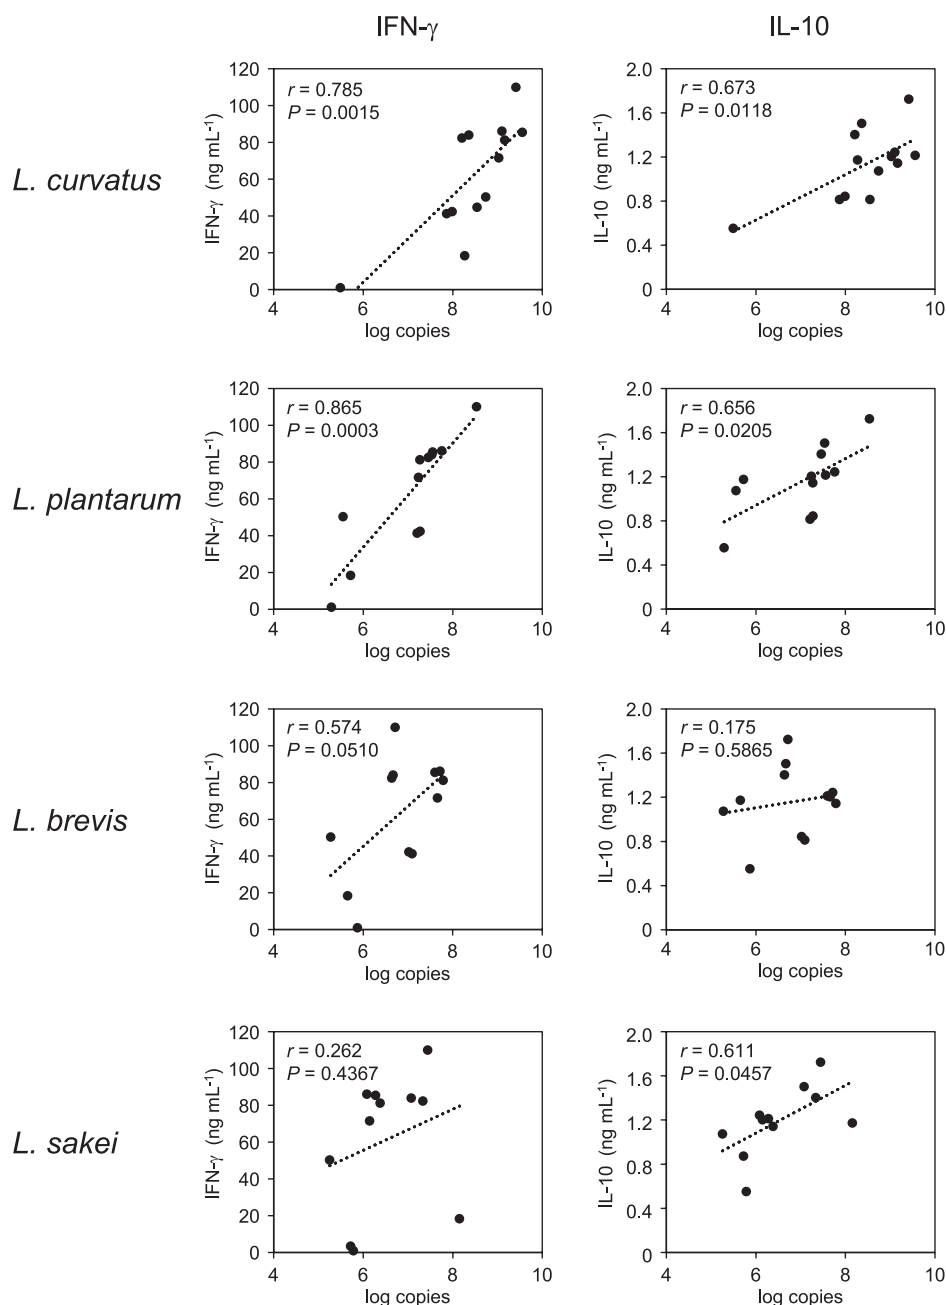 IFN-γ IL-10
L. curvatus
IFN-γ (ng mL-1)
120
100
80
60
40
20
0
r = 0.785
P = 0.0015
4 6 8 10
log copies
IL-10 (ng mL-1)
2.0
1.6
1.2
0.8
0.4
0
r = 0.673
P = 0.0118
4 6 8 10
log copies
L. plantarum
IFN-γ (ng mL-1)
120
100
80
60
40
20
0
r = 0.865
P = 0.0003
4 6 8 10
log copies
IL-10 (ng mL-1)
2.0
1.6
1.2
0.8
0.4
0
r = 0.656
P = 0.0205
4 6 8 10
log copies
L. brevis
IFN-γ (ng mL-1)
120
100
80
60
40
20
0
r = 0.574
P = 0.0510
4 6 8 10
log copies
IL-10 (ng mL-1)
2.0
1.6
1.2
0.8
0.4
0
r = 0.175
P = 0.5865
4 6 8 10
log copies
L. sakei
IFN-γ (ng mL-1)
120
100
80
60
40
20
0
r = 0.262
P = 0.4367
4 6 8 10
log copies
IL-10 (ng mL-1)
2.0
1.6
1.2
0.8
0.4
0
r = 0.611
P = 0.0457
4 6 8 10
log copies